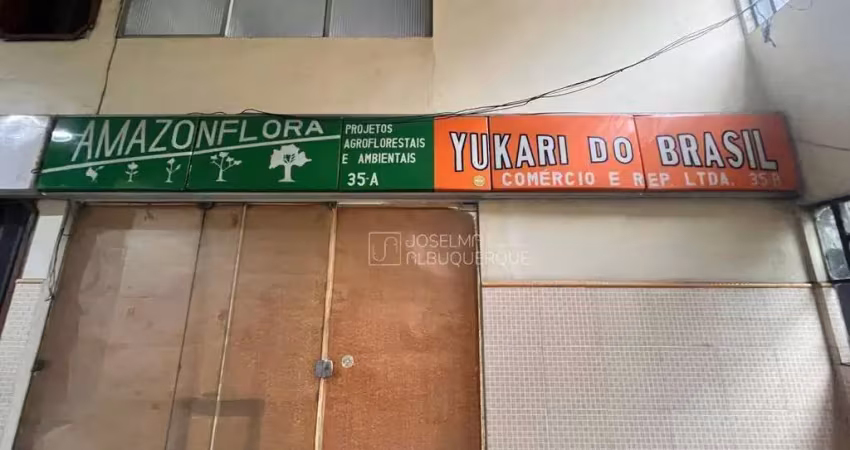 AMAZONFLORA
PROJETOS
AGROFLORESTAIS
E AMBIENTAIS
35-A
YUKARI DO BRASIL
COMÉRCIO E REP. LTDA. 35-B
JOSELMA
ALBUQUERQUE